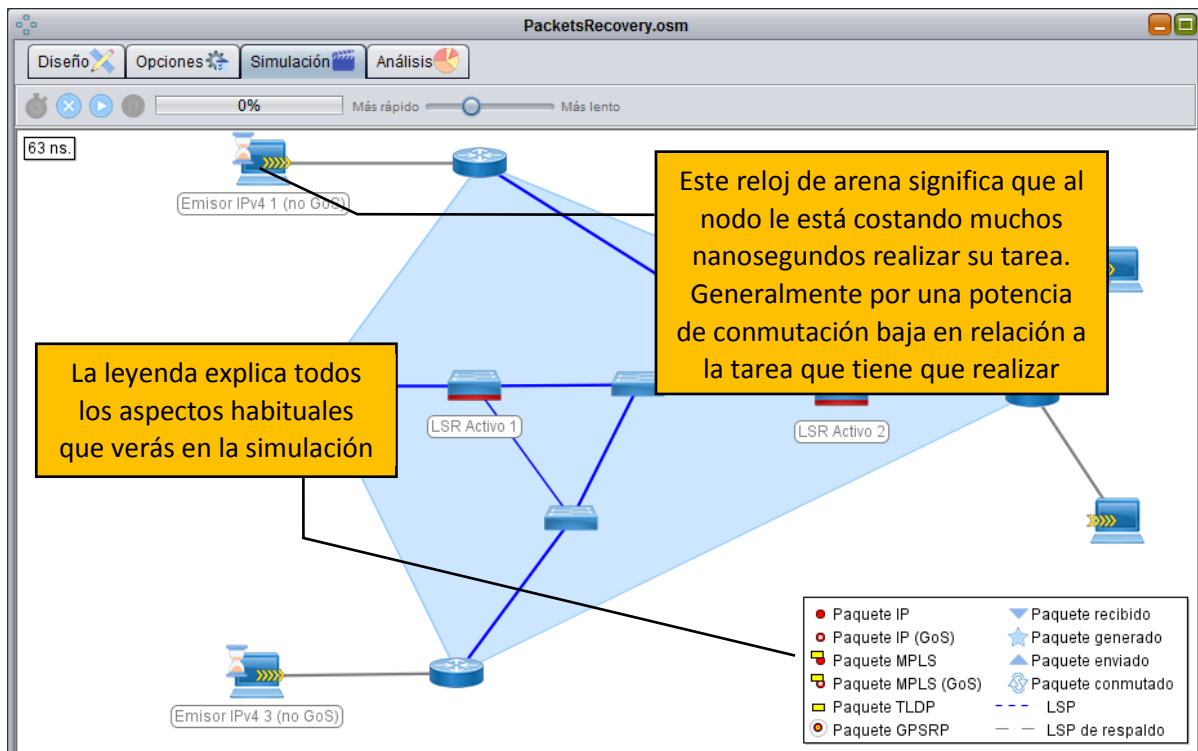 PacketsRecovery.osm
Diseño
Opciones
Simulación
Análisis
0%
Más rápido
Más lento
63 ns.
Emisor IPv4 1 (no GoS)
Este reloj de arena significa que al
nodo le está costando muchos
nanosegundos realizar su tarea.
Generalmente por una potencia
de conmutación baja en relación a
la tarea que tiene que realizar
La leyenda explica todos
los aspectos habituales
que verás en la simulación
LSR Activo 1
LSR Activo 2
Emisor IPv4 3 (no GoS)
Paquete IP
Paquete IP (GoS)
Paquete MPLS
Paquete MPLS (GoS)
Paquete TLDP
Paquete GPSRP
Paquete recibido
Paquete generado
Paquete enviado
Paquete conmutado
LSP
LSP de respaldo